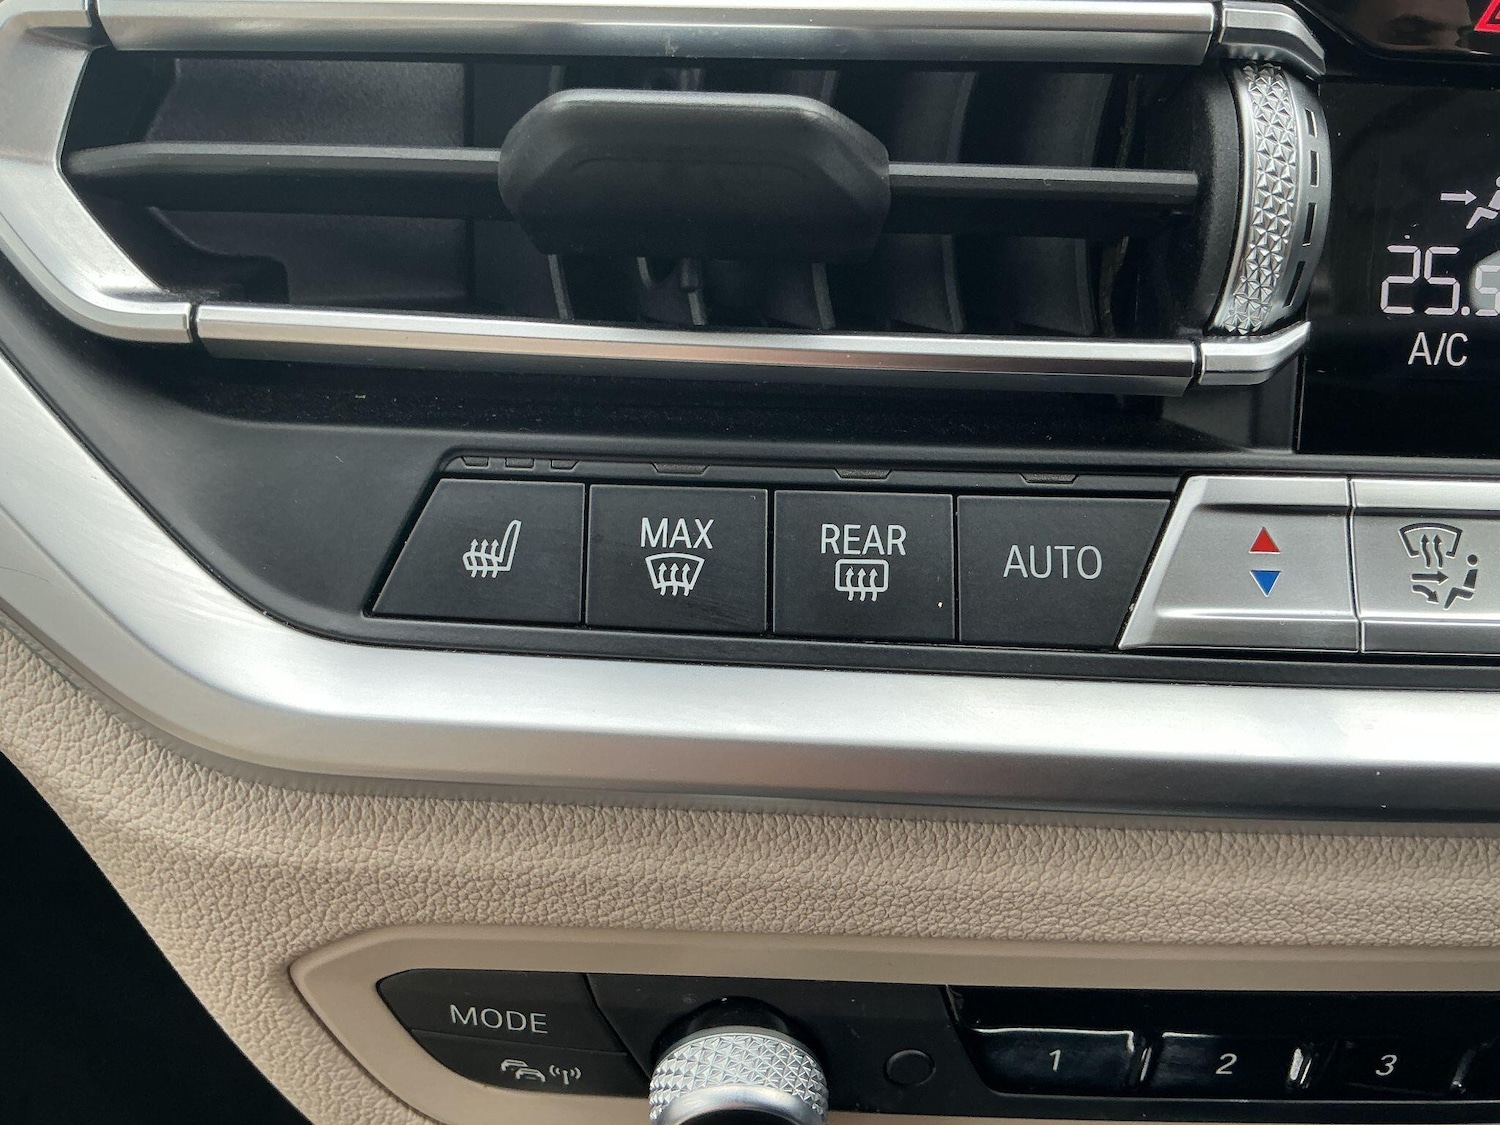 25.5
A/C
MAX
REAR
AUTO
MODE
1 2 3